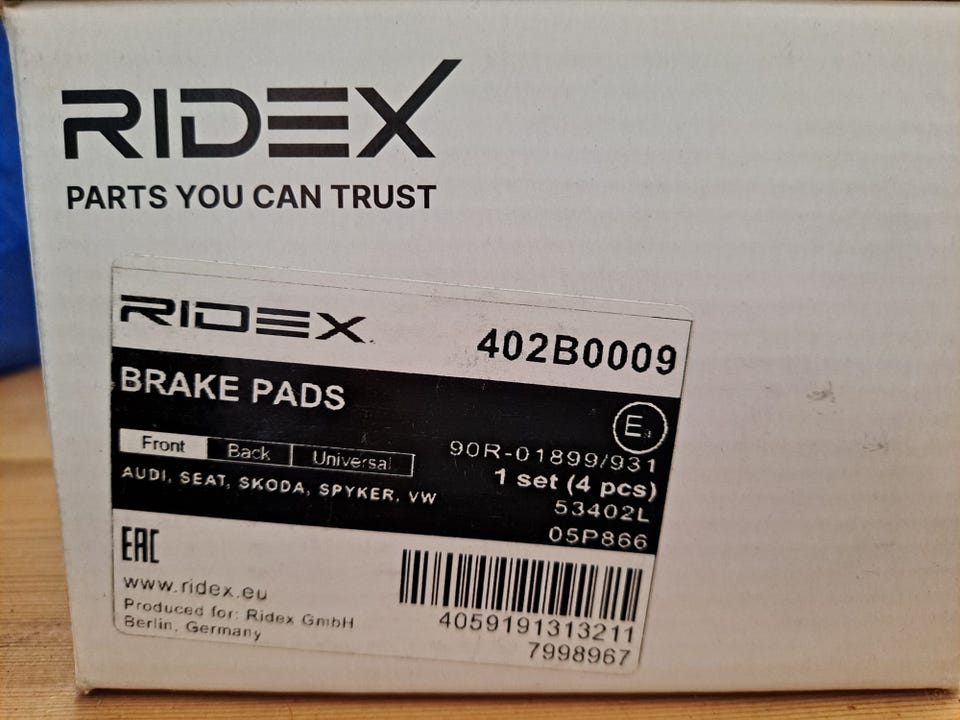 RIDEX
PARTS YOU CAN TRUST
RIDEX
402B0009
BRAKE PADS
E
90R-01899/931
Front Back Universal
1 set (4 pcs)
AUDI, SEAT, SKODA, SPYKER, VW
53402L
05P866
EAC
www.ridex.eu
Produced for: Ridex GmbH
Berlin, Germany
4059191313211
7998967